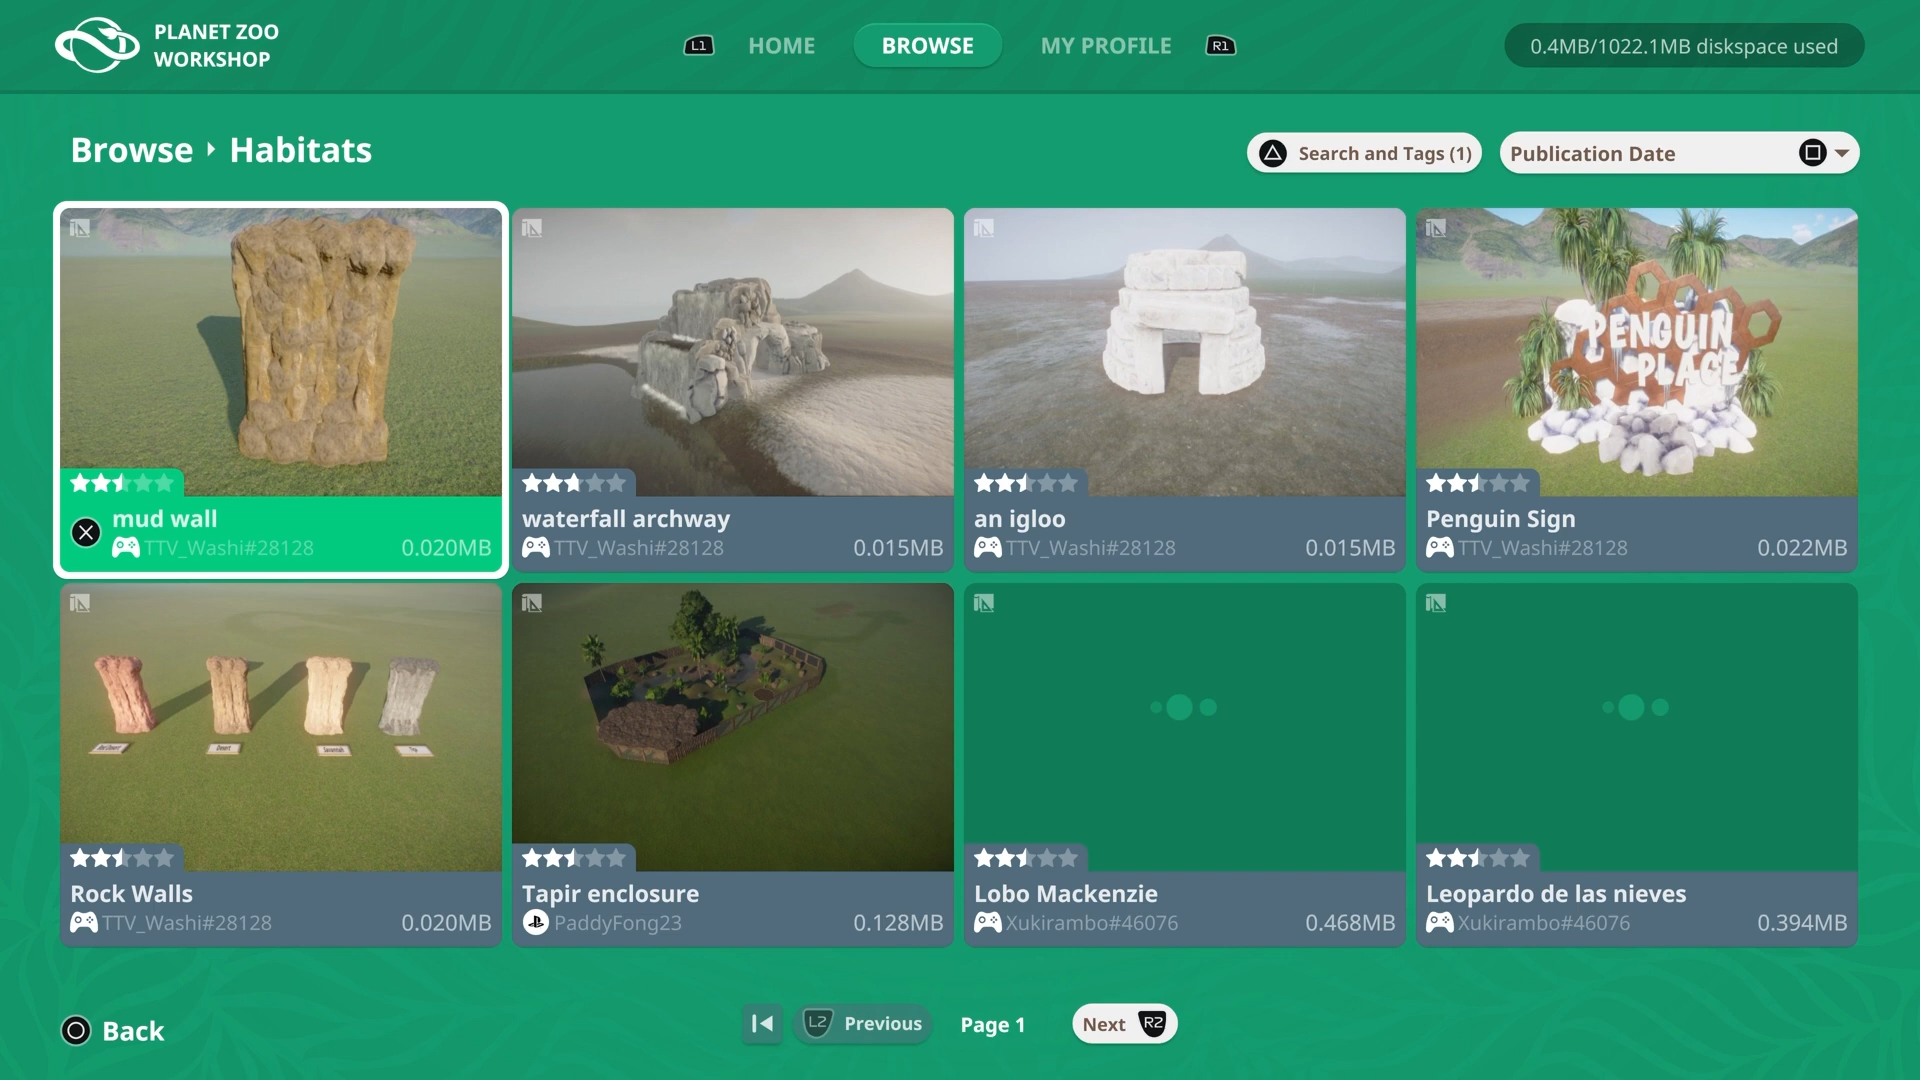 PLANET ZOO
WORKSHOP
L1
HOME
BROWSE
MY PROFILE
R1
0.4MB/1022.1MB diskspace used
Browse
Habitats
Search and Tags (1)
Publication Date
PENGUIN
PLACE
mud wall
TTV_Washi#28128
0.020MB
waterfall archway
TTV_Washi#28128
0.015MB
an igloo
TTV_Washi#28128
0.015MB
Penguin Sign
TTV_Washi#28128
0.022MB
Desert
Savannah
Rock Walls
TTV_Washi#28128
0.020MB
Tapir enclosure
PaddyFong23
0.128MB
Lobo Mackenzie
Xukirambo#46076
0.468MB
Leopardo de las nieves
Xukirambo#46076
0.394MB
Back
L2
Previous
Page 1
Next
R2